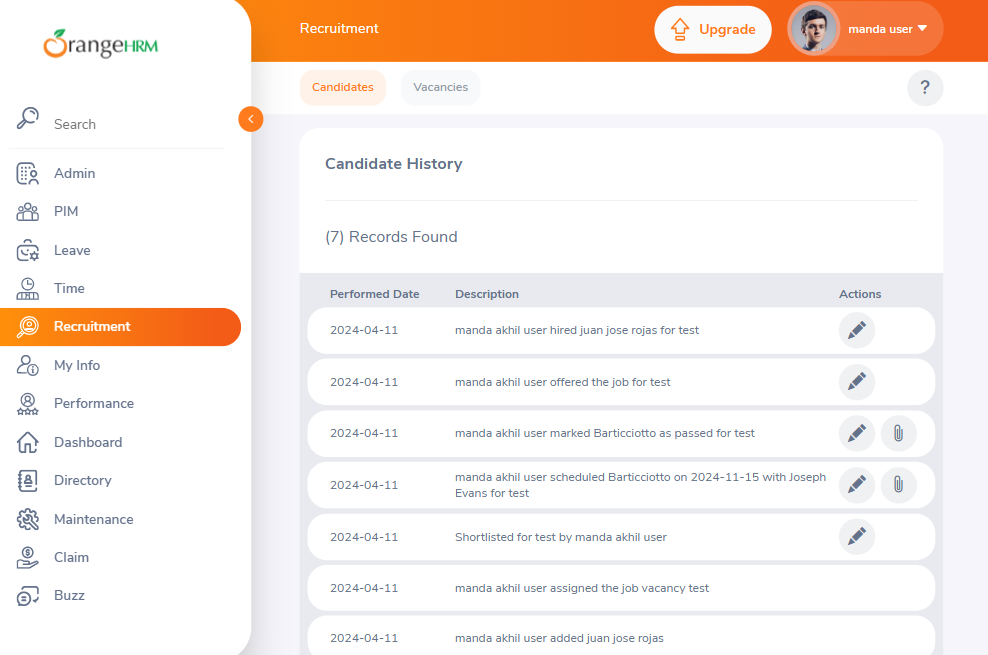 OrangeHRM
Recruitment
Upgrade
manda user
Candidates
Vacancies
?
Search
Admin
PIM
Leave
Time
Recruitment
My Info
Performance
Dashboard
Directory
Maintenance
Claim
Buzz
Candidate History
(7) Records Found
Performed Date Description Actions
2024-04-11 manda akhil user hired juan jose rojas for test
2024-04-11 manda akhil user offered the job for test
2024-04-11 manda akhil user marked Barticciotto as passed for test
2024-04-11 manda akhil user scheduled Barticciotto on 2024-11-15 with Joseph
Evans for test
2024-04-11 Shortlisted for test by manda akhil user
2024-04-11 manda akhil user assigned the job vacancy test
2024-04-11 manda akhil user added juan jose rojas